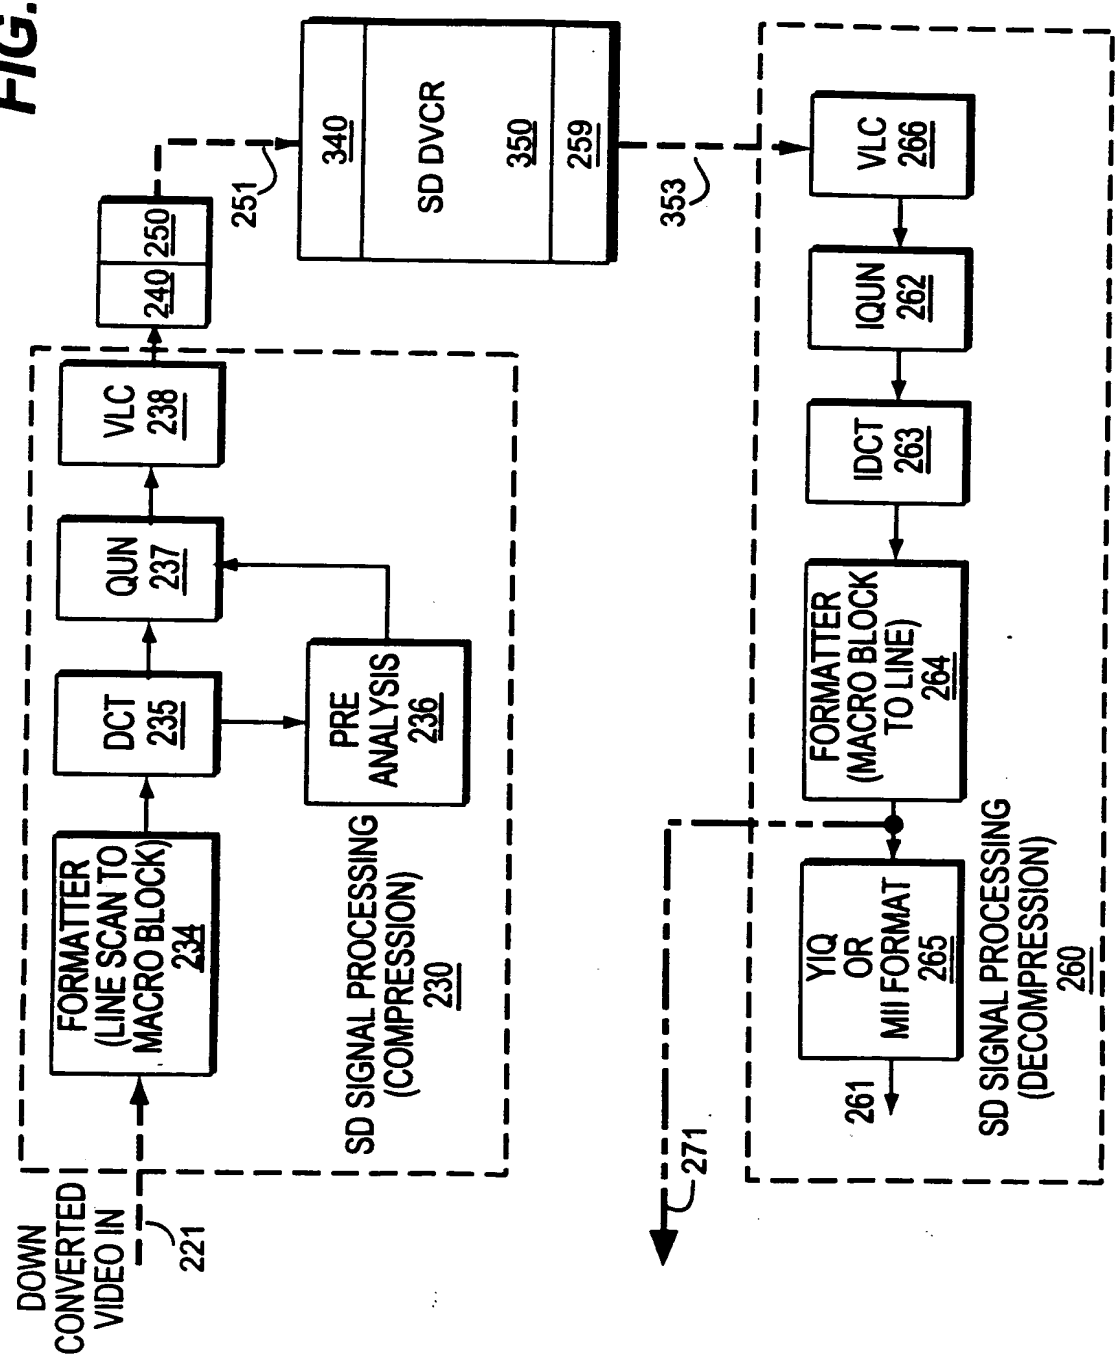 FIG.
DOWN
CONVERTED
VIDEO IN
221
FORMATTER
(LINE SCAN TO
MACRO BLOCK)
234
DCT
235
QUN
237
VLC
238
PRE
ANALYSIS
236
SD SIGNAL PROCESSING
(COMPRESSION)
230
240
250
251
340
SD DVCR
350
259
353
VLC
266
IQUN
262
IDCT
263
FORMATTER
(MACRO BLOCK
TO LINE)
264
271
YIQ
OR
MII FORMAT
265
261
SD SIGNAL PROCESSING
(DECOMPRESSION)
260